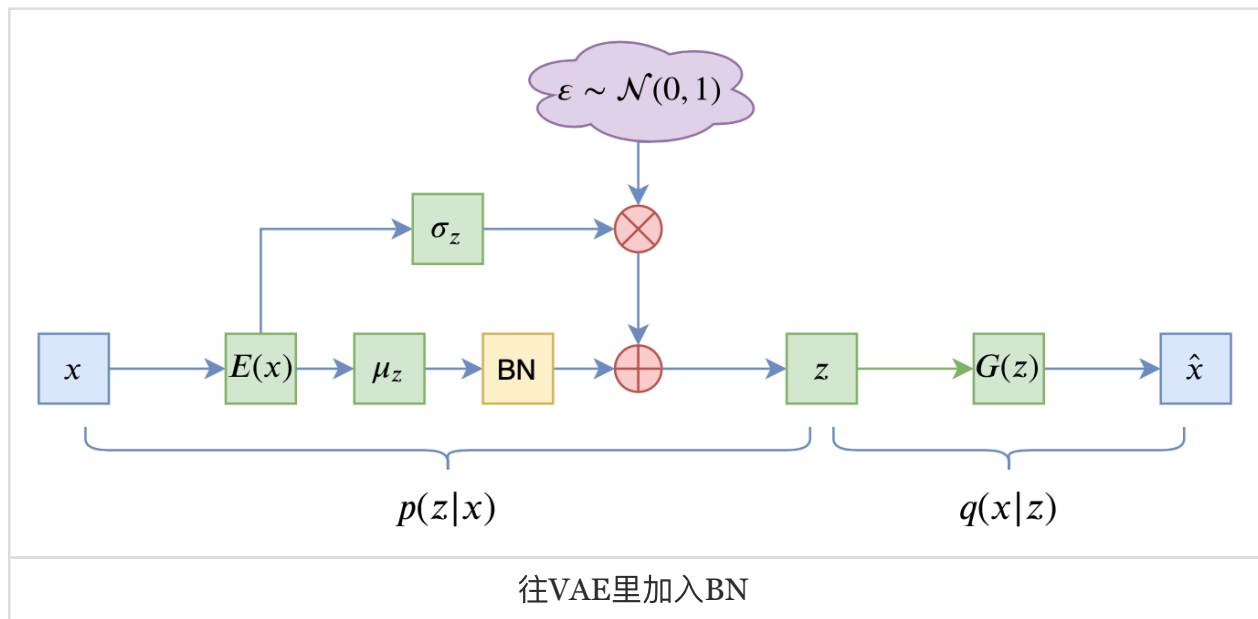 ε ∼ 𝒩(0, 1)
σ_z
x
E(x)
μ_z
BN
z
G(z)
x̂
p(z|x)
q(x|z)
往VAE里加入BN